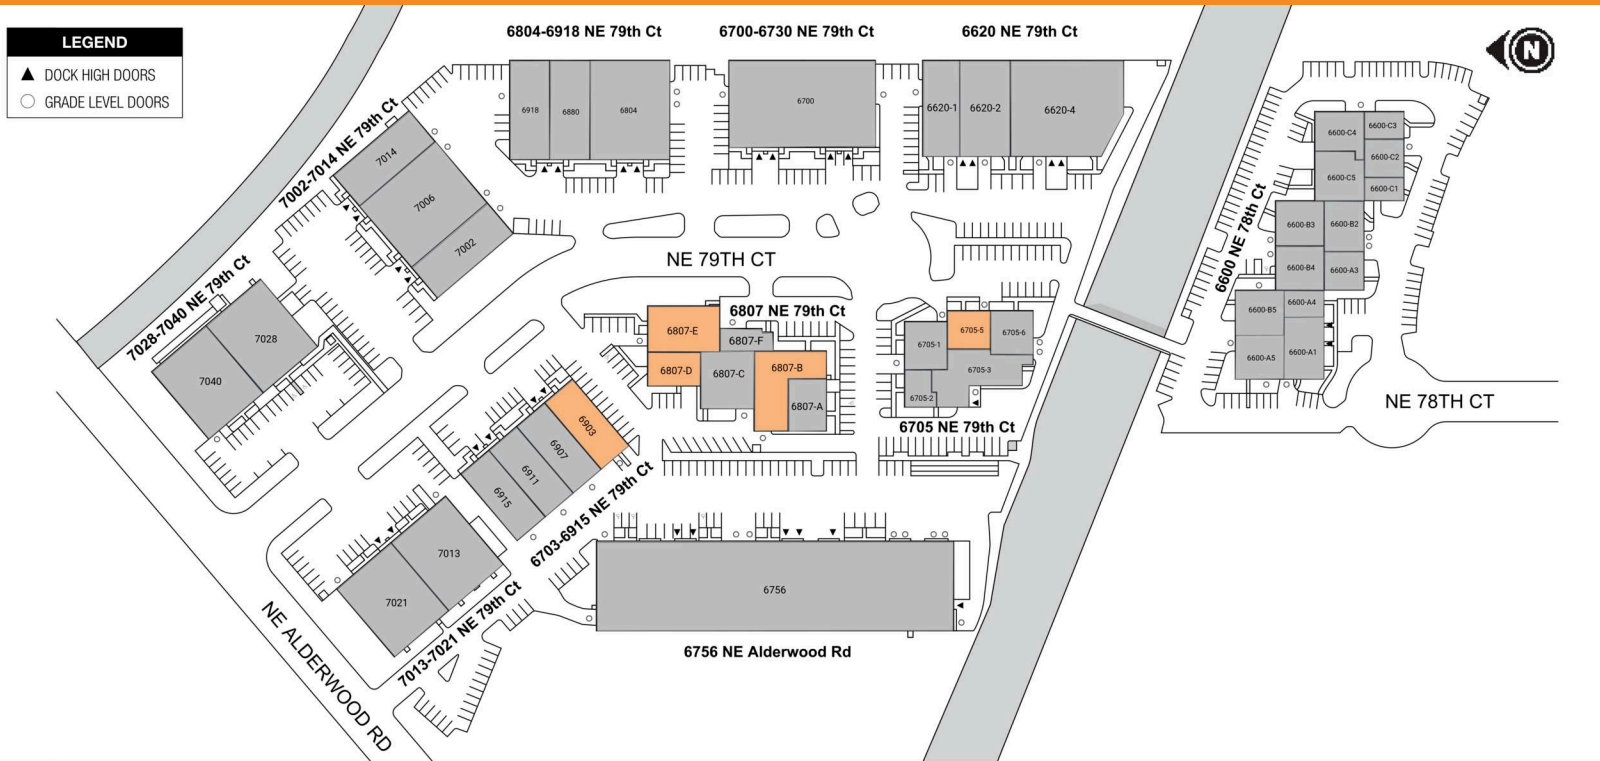 LEGEND
DOCK HIGH DOORS
GRADE LEVEL DOORS
6804-6918 NE 79th Ct
6700-6730 NE 79th Ct
6620 NE 79th Ct
N
7002-7014 NE 79th Ct
7028-7040 NE 79th Ct
6918
6880
6804
6700
6620-1
6620-2
6620-4
7014
7006
7002
7028
7040
NE 79TH CT
6600 NE 78th Ct
6600-C4
6600-C3
6600-C2
6600-C5
6600-C1
6600-B3
6600-B2
6600-B4
6600-A3
6600-B5
6600-A4
6600-A5
6600-A1
NE 78TH CT
6807 NE 79th Ct
6807-E
6807-F
6807-D
6807-C
6807-B
6807-A
6705-1
6705-5
6705-6
6705-3
6705-2
6705 NE 79th Ct
6903
6907
6911
6915
6703-6915 NE 79th Ct
7013
7021
7013-7021 NE 79th Ct
6756
6756 NE Alderwood Rd
NE ALDERWOOD RD